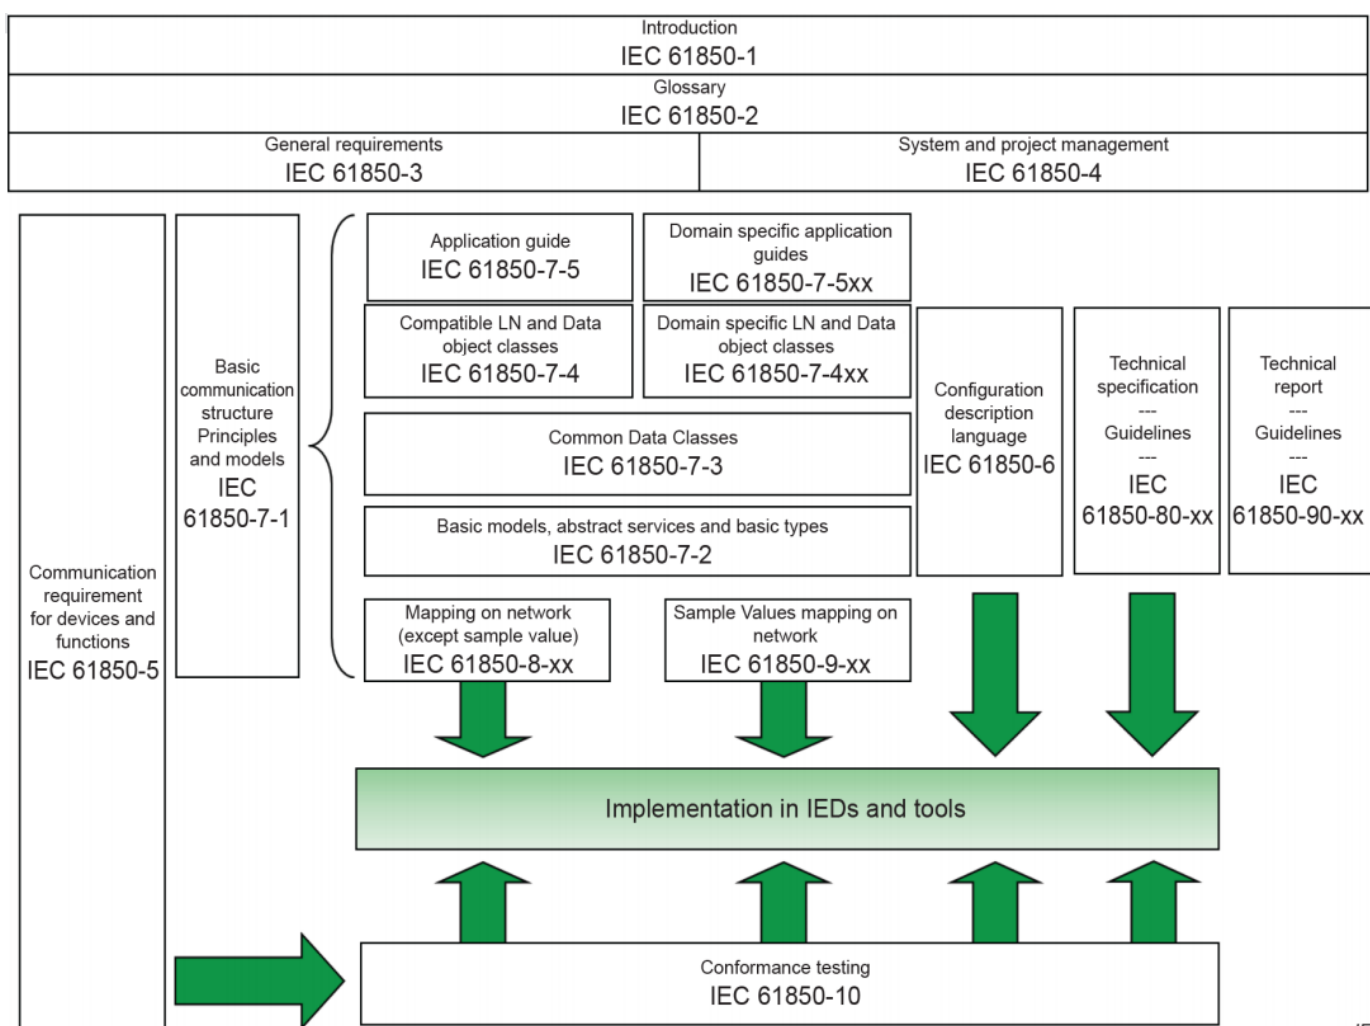 Introduction
IEC 61850-1
Glossary
IEC 61850-2
General requirements
IEC 61850-3
System and project management
IEC 61850-4
Communication
requirement
for devices and
functions
IEC 61850-5
Basic
communication
structure
Principles
and models
IEC
61850-7-1
Application guide
IEC 61850-7-5
Domain specific application
guides
IEC 61850-7-5xx
Compatible LN and Data
object classes
IEC 61850-7-4
Domain specific LN and Data
object classes
IEC 61850-7-4xx
Common Data Classes
IEC 61850-7-3
Basic models, abstract services and basic types
IEC 61850-7-2
Mapping on network
(except sample value)
IEC 61850-8-xx
Sample Values mapping on
network
IEC 61850-9-xx
Configuration
description
language
IEC 61850-6
Technical
specification
---
Guidelines
---
IEC
61850-80-xx
Technical
report
---
Guidelines
---
IEC
61850-90-xx
Implementation in IEDs and tools
Conformance testing
IEC 61850-10